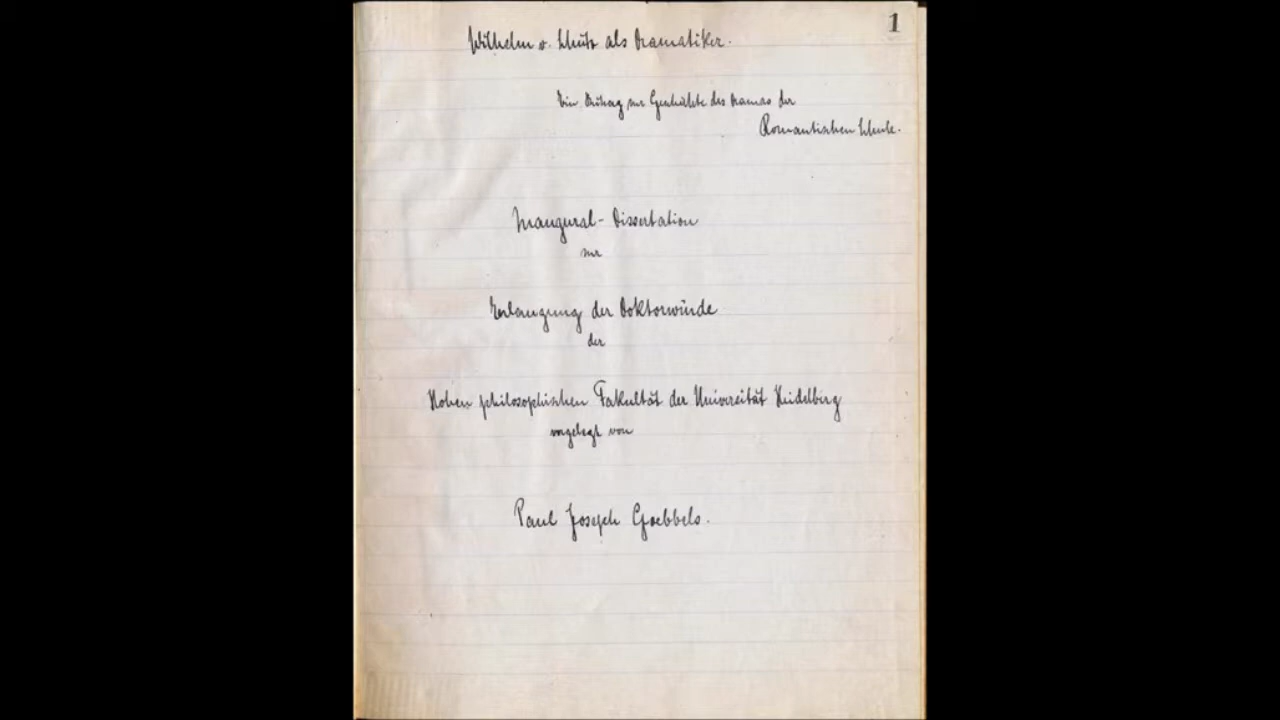 1
Wilhelm v. Schütz als Dramatiker.
Ein Beitrag zur Geschichte des Dramas der
Romantischen Schule.
Inaugural-Dissertation
zur
Erlangung der Doktorwürde
der
Hohen philosophischen Fakultät der Universität Heidelberg
vorgelegt von
Paul Joseph Goebbels.